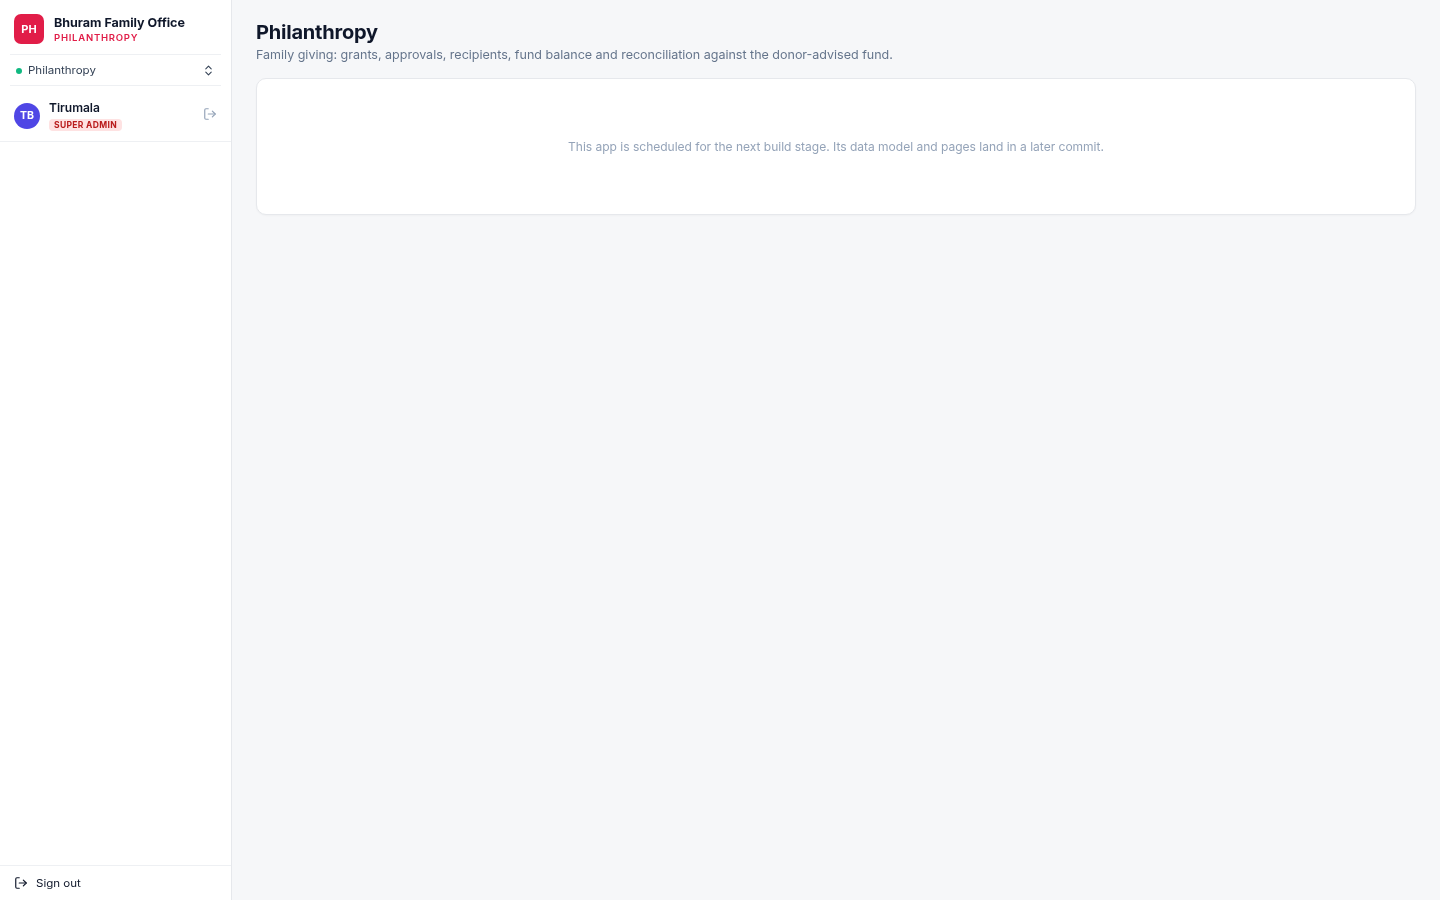 PH
Bhuram Family Office
PHILANTHROPY
Philanthropy
TB
Tirumala
SUPER ADMIN
Sign out
Philanthropy
Family giving: grants, approvals, recipients, fund balance and reconciliation against the donor-advised fund.
This app is scheduled for the next build stage. Its data model and pages land in a later commit.